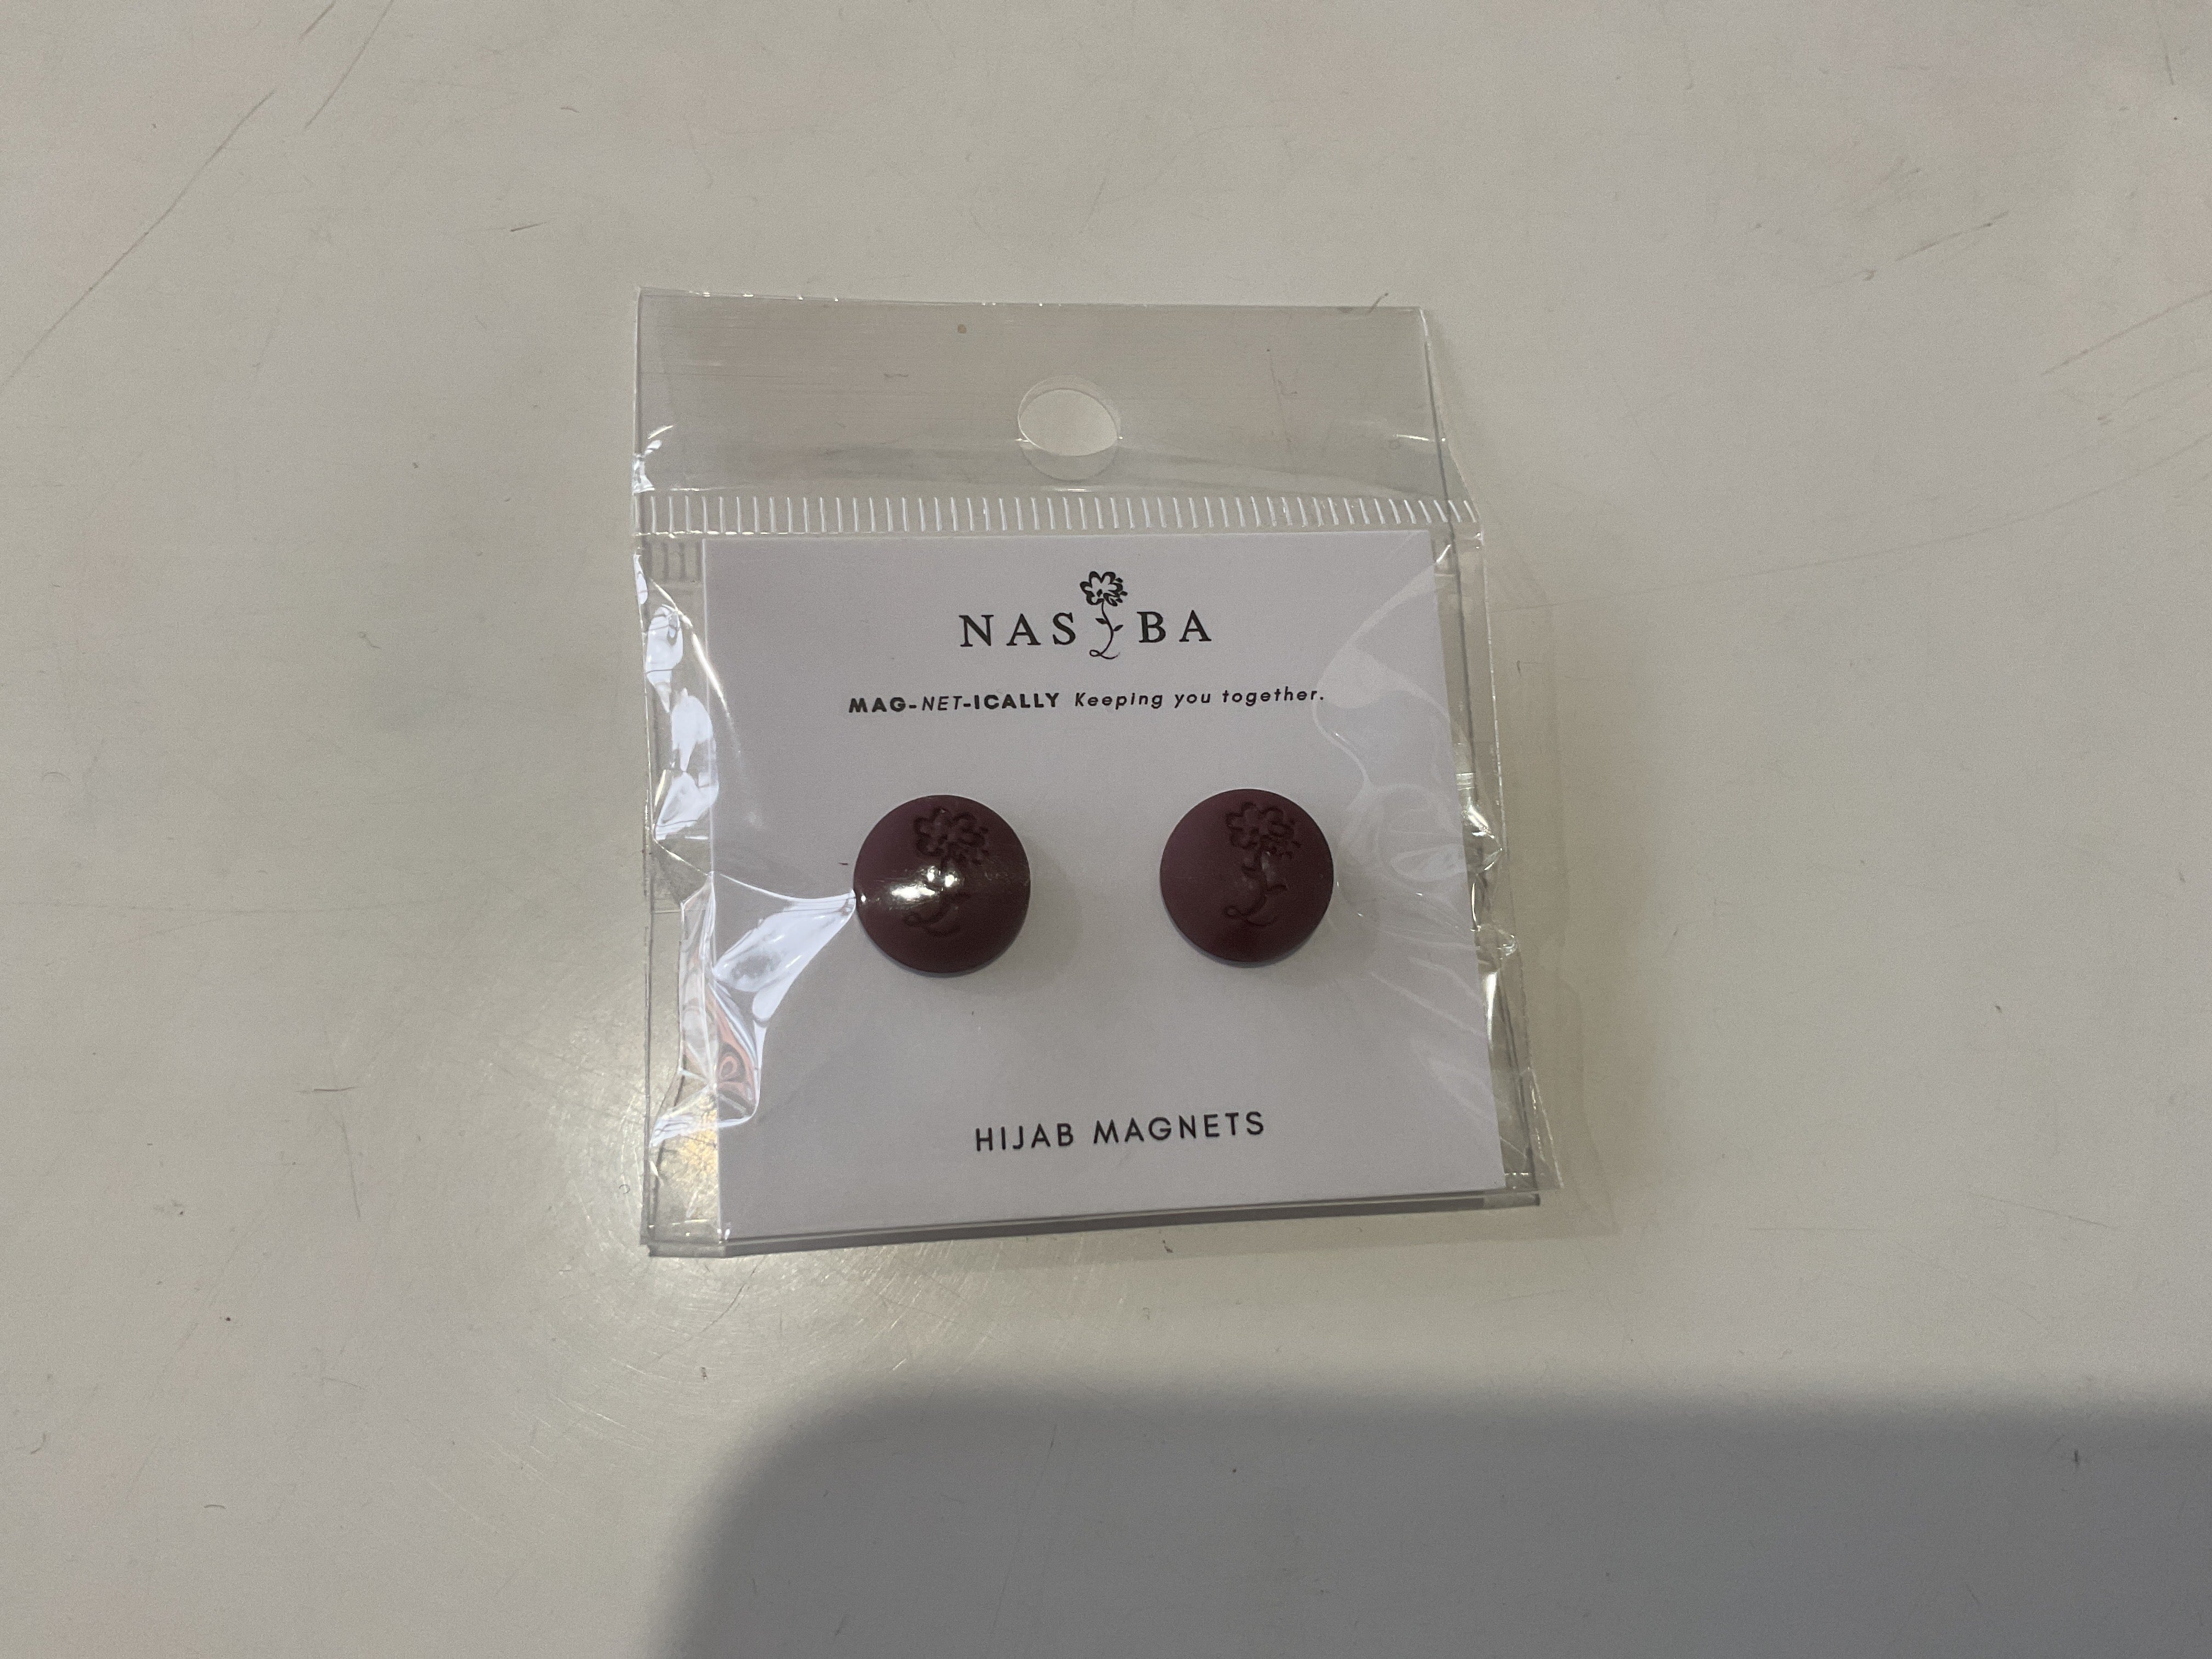 NASIBA
MAG-NET-ICALLY Keeping you together.
HIJAB MAGNETS